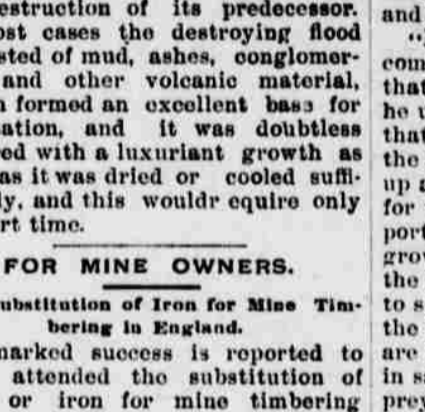 estruction of its predecessor.
ost cases the destroying flood
sted of mud, ashes, conglomer-
and other volcanic material,
n formed an excellent base for
ation, and it was doubtless
ed with a luxuriant growth as
as it was dried or cooled suffi-
ly, and this wouldr equire only
rt time.
FOR MINE OWNERS.
ubstitution of Iron for Mine Tim-
bering in England.
marked success is reported to
attended the substitution of
or iron for mine timbering
and
"
com
that
he
that
the
up a
for
port
grov
the
to s
the
are
in s
prev